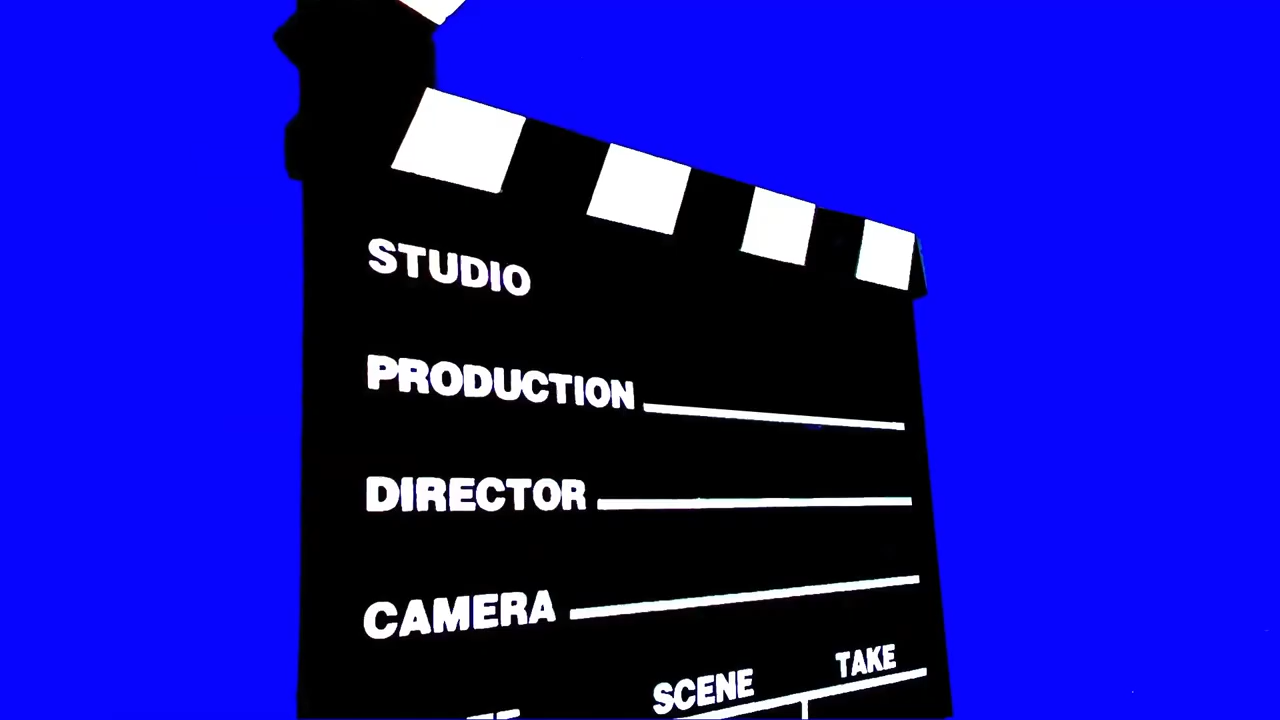 STUDIO
PRODUCTION
DIRECTOR
CAMERA
SCENE TAKE